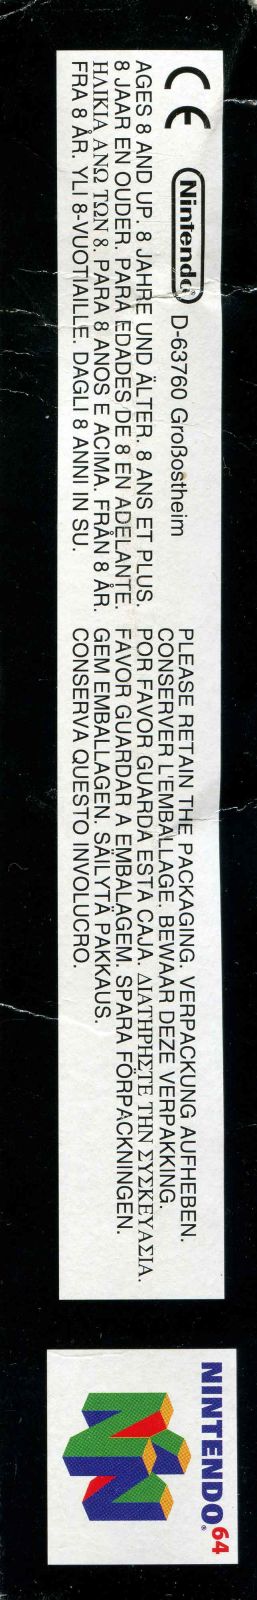 CE Nintendo® D-63760 Großostheim
AGES 8 AND UP. 8 JAHRE UND ÄLTER. 8 ANS ET PLUS.
8 JAAR EN OUDER. PARA EDADES DE 8 EN ADELANTE.
ΗΛΙΚΙΑ ΑΝΩ ΤΩΝ 8. PARA 8 ANOS E ACIMA. FRÅN 8 ÅR.
FRA 8 ÅR. YLI 8-VUOTIAILLE. DAGLI 8 ANNI IN SU.
PLEASE RETAIN THE PACKAGING. VERPACKUNG AUFHEBEN.
CONSERVER L'EMBALLAGE. BEWAAR DEZE VERPAKKING.
POR FAVOR GUARDA ESTA CAJA. ΔΙΑΤΗΡΗΣΤΕ ΤΗΝ ΣΥΣΚΕΥΑΣΙΑ.
FAVOR GUARDAR A EMBALAGEM. SPARA FÖRPACKNINGEN.
GEM EMBALLAGEN. SÄILYTÄ PAKKAUS.
CONSERVA QUESTO INVOLUCRO.
NINTENDO®64